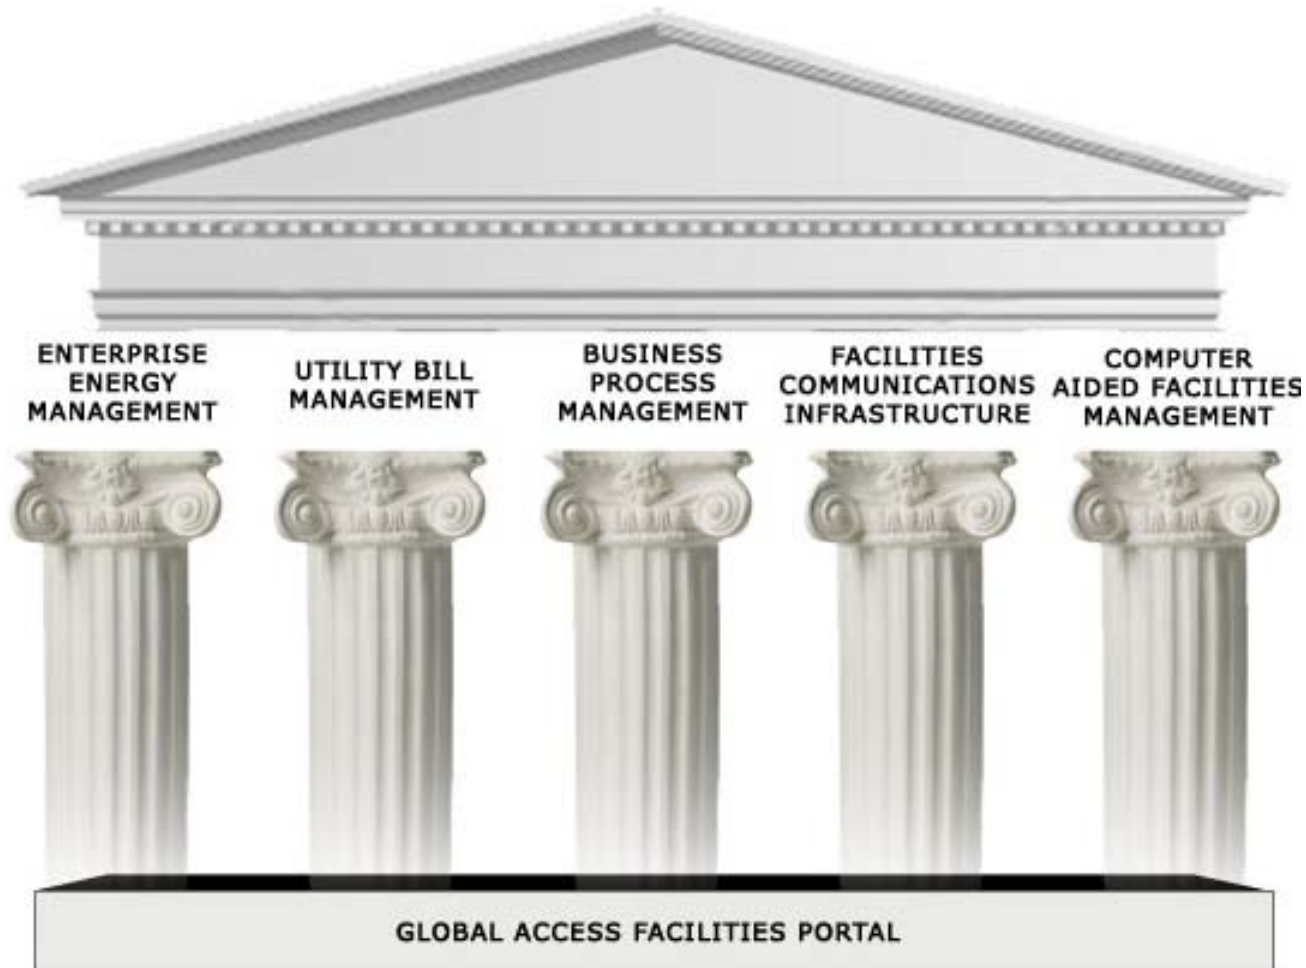 ENTERPRISE
ENERGY
MANAGEMENT
UTILITY BILL
MANAGEMENT
BUSINESS
PROCESS
MANAGEMENT
FACILITIES
COMMUNICATIONS
INFRASTRUCTURE
COMPUTER
AIDED FACILITIES
MANAGEMENT
GLOBAL ACCESS FACILITIES PORTAL